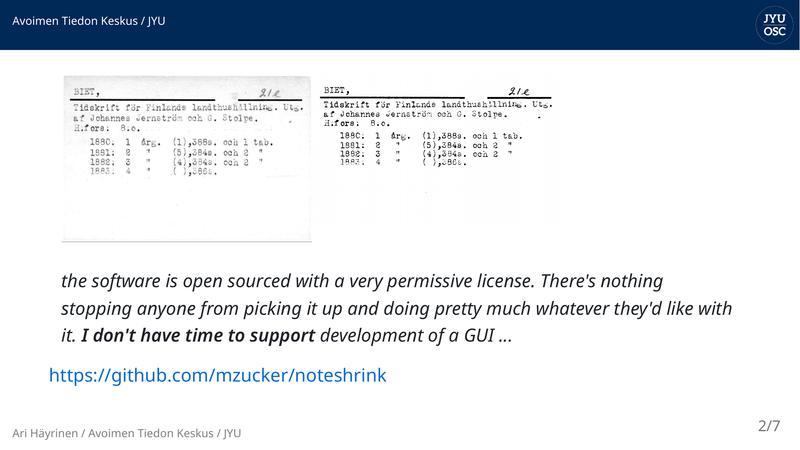 Avoimen Tiedon Keskus / JYU
JYU
OSC
BIET, 21e
Tidskrift för Finlands landthushållning. Utg.
af Johannes Jernström och G. Stolpe.
H.fors: 8.o.
1880: 1 årg. (1),388s. och 1 tab.
1881: 2 " (5),384s. och 2 "
1882: 3 " (4),384s. och 2 "
1883: 4 " ( ),386s.
BIET, 21e
Tidskrift för Finlands landthushållning. Utg.
af Johannes Jernström och G. Stolpe.
H.fors: 8.o.
1880: 1 årg. (1),388s. och 1 tab.
1881: 2 " (5),384s. och 2 "
1882: 3 " (4),384s. och 2 "
1883: 4 " ( ),386s.
the software is open sourced with a very permissive license. There's nothing
stopping anyone from picking it up and doing pretty much whatever they'd like with
it. I don't have time to support development of a GUI ...
https://github.com/mzucker/noteshrink
Ari Häyrinen / Avoimen Tiedon Keskus / JYU
2/7